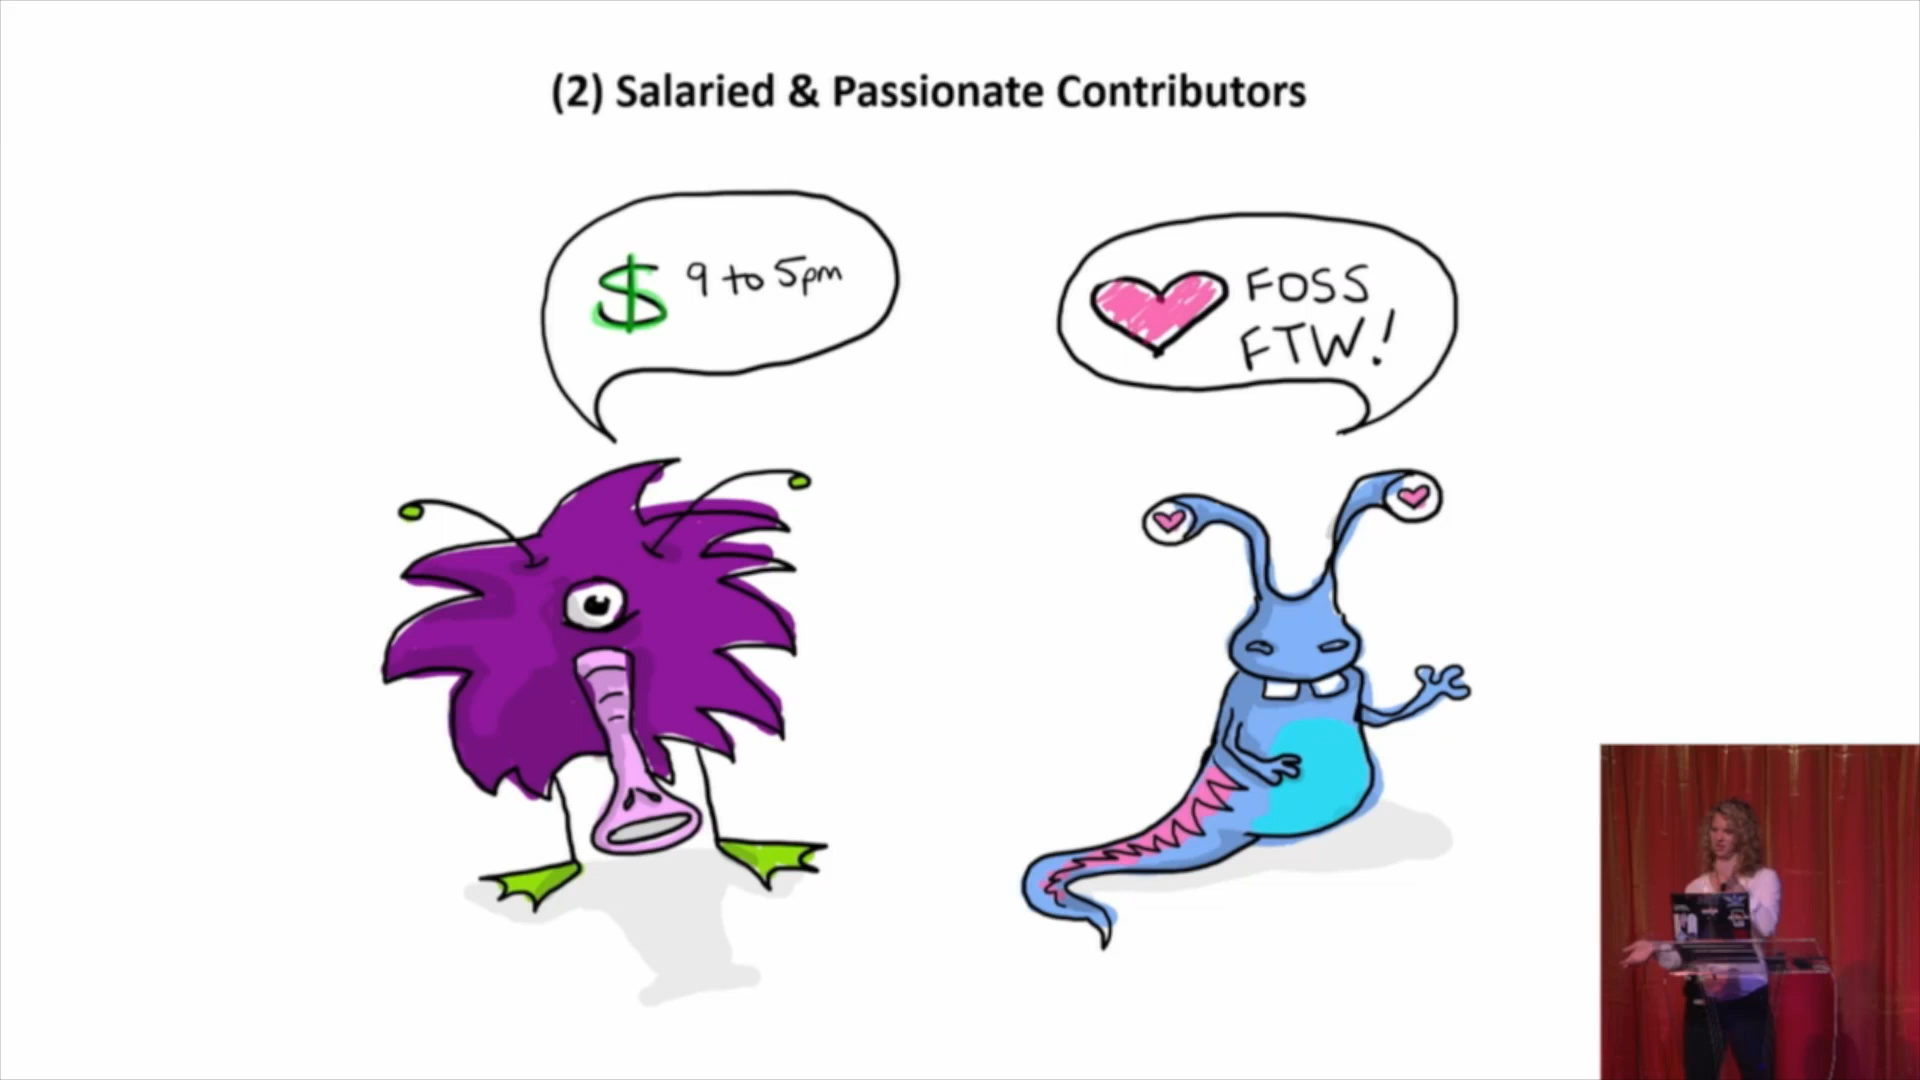 (2) Salaried & Passionate Contributors
$ 9 to 5pm
FOSS
FTW!